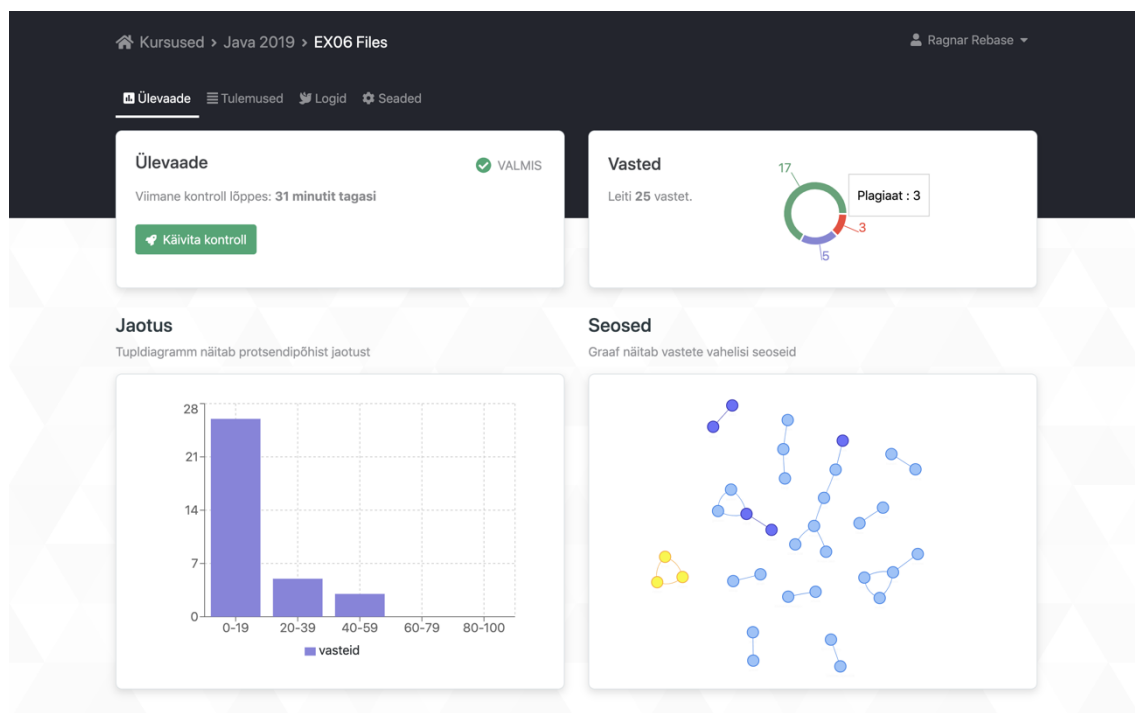 Kursused > Java 2019 > EX06 Files
Ragnar Rebase
Ülevaade Tulemused Logid Seaded
Ülevaade
VALMIS
Viimane kontroll lõppes: 31 minutit tagasi
Käivita kontroll
Vasted
Leiti 25 vastet.
17
Plagiaat : 3
3
5
Jaotus
Tupldiagramm näitab protsendipõhist jaotust
Seosed
Graaf näitab vastete vahelisi seoseid
28
21
14
7
0
0-19 20-39 40-59 60-79 80-100
vasteid